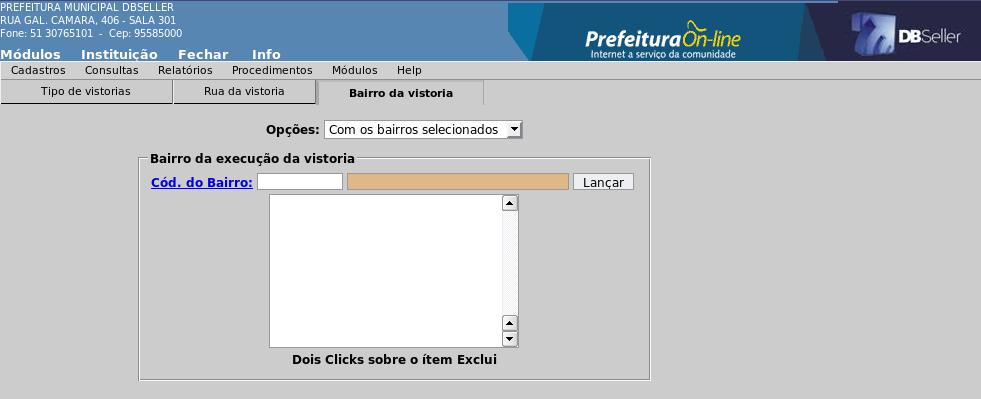 PREFEITURA MUNICIPAL DBSELLER
RUA GAL. CAMARA, 406 - SALA 301
Fone: 51 30765101 - Cep: 95585000
Prefeitura On-line
Internet a serviço da comunidade
DBSeller
Módulos Instituição Fechar Info
Cadastros Consultas Relatórios Procedimentos Módulos Help
Tipo de vistorias Rua da vistoria Bairro da vistoria
Opções: Com os bairros selecionados
Bairro da execução da vistoria
Cód. do Bairro: Lançar
Dois Clicks sobre o ítem Exclui